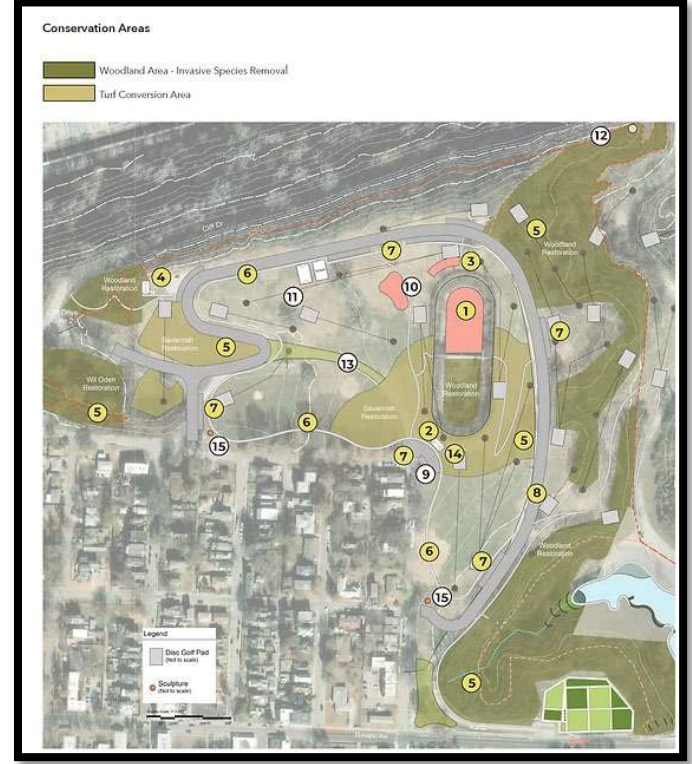 Conservation Areas
Woodland Area - Invasive Species Removal
Turf Conversion Area
12
Cliff Dr
5
Woodland
Restoration
7
4
6
3
Woodland
Restoration
10
11
1
7
Savannah
Restoration
5
13
Woodland
Restoration
Wil Oden
Restoration
5
7
Savannah
Restoration
6
2
5
15
7
14
9
8
6
Woodland
Restoration
7
15
Legend
Disc Golf Pad
(Not to scale)
5
Sculpture
(Not to scale)